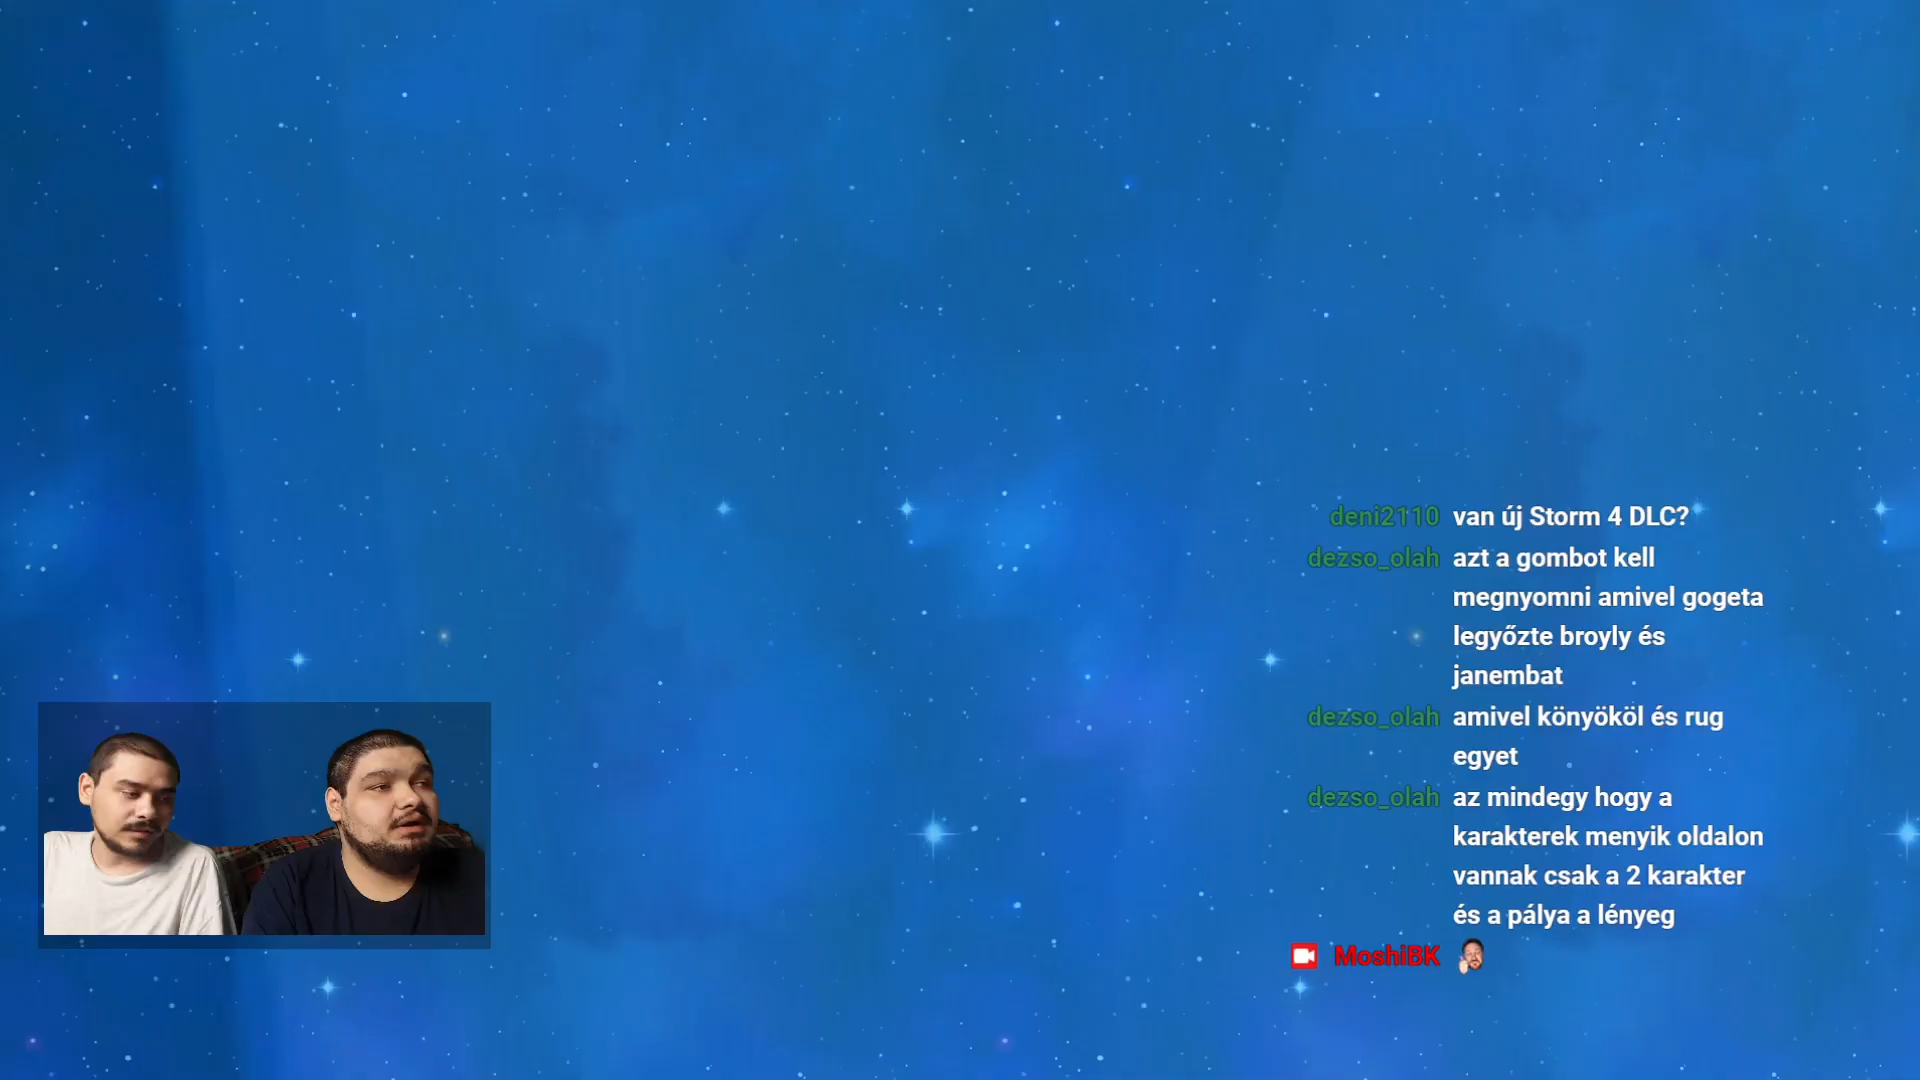 deni2110 van új Storm 4 DLC?
dezso_olah azt a gombot kell
megnyomni amivel gogeta
legyőzte broyly és
janembat
dezso_olah amivel könyököl és rug
egyet
dezso_olah az mindegy hogy a
karakterek menyik oldalon
vannak csak a 2 karakter
és a pálya a lényeg
MoshiBK